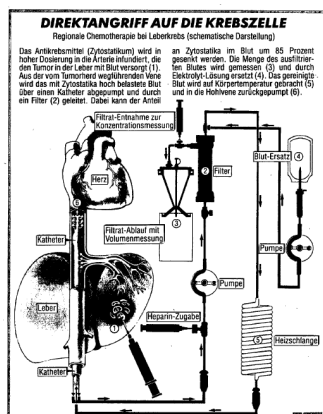 DIREKTANGRIFF AUF DIE KREBSZELLE
Regionale Chemotherapie bei Leberkrebs (schematische Darstellung)
Das Antikrebsmittel (Zytostatikum) wird in
hoher Dosierung in die Arterie infundiert, die
den Tumor in der Leber mit Blut versorgt (1).
Aus der vom Tumorherd wegführenden Vene
wird das mit Zytostatika hoch belastete Blut
über einen Katheter abgepumpt und durch
ein Filter (2) geleitet. Dabei kann der Anteil
an Zytostatika im Blut um 85 Prozent
gesenkt werden. Die Menge des ausfiltrier-
ten Blutes wird gemessen (3) und durch
Elektrolyt-Lösung ersetzt (4). Das gereinigte
Blut wird auf Körpertemperatur gebracht (5)
und in die Hohlvene zurückgepumpt (6).
Filtrat-Entnahme zur
Konzentrationsmessung
Herz
6
2
Filter
Blut-Ersatz
4
3
Filtrat-Ablauf mit
Volumenmessung
Katheter
Pumpe
Pumpe
Leber
1
Heparin-Zugabe
5
Heizschlange
Katheter